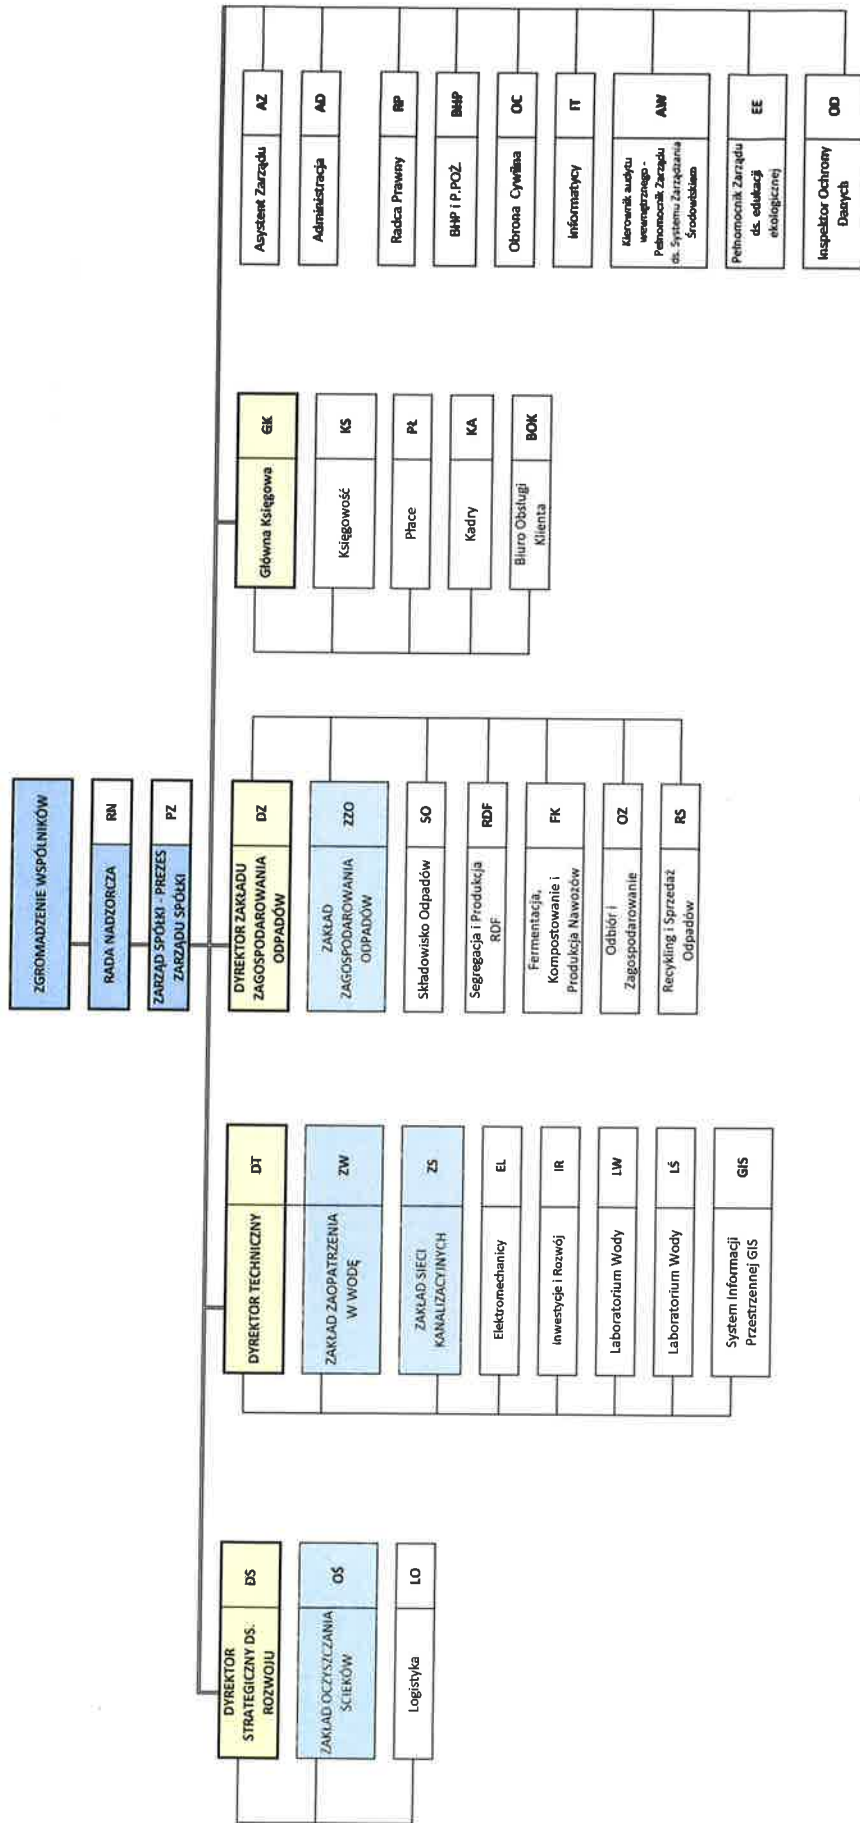 ZGROMADZENIE WSPÓLNIKÓW
RADA NADZORCZA
RN
ZARZĄD SPÓŁKI - PREZES
ZARZĄDU SPÓŁKI
PZ
DYREKTOR
STRATEGICZNY DS.
ROZWOJU
DS
ZAKŁAD OCZYSZCZANIA
ŚCIEKÓW
OŚ
Logistyka
LO
DYREKTOR TECHNICZNY
DT
ZAKŁAD ZAOPATRZENIA
W WODĘ
ZW
ZAKŁAD SIECI
KANALIZACYJNYCH
ZS
Elektromechanicy
EL
Inwestycje i Rozwój
IR
Laboratorium Wody
LW
Laboratorium Wody
LŚ
System Informacji
Przestrzennej GIS
GIS
DYREKTOR ZAKŁADU
ZAGOSPODAROWANIA
ODPADÓW
DZ
ZAKŁAD
ZAGOSPODAROWANIA
ODPADÓW
ZZO
Składowisko Odpadów
SO
Segregacja i Produkcja
RDF
RDF
Fermentacja,
Kompostowanie i
Produkcja Nawozów
FK
Odbiór i
Zagospodarowanie
OZ
Recykling i Sprzedaż
Odpadów
RS
Główna Księgowa
GK
Księgowość
KS
Płace
PŁ
Kadry
KA
Biuro Obsługi
Klienta
BOK
Asystent Zarządu
AZ
Administracja
AD
Radca Prawny
RP
BHP i P.POŻ.
BHP
Obrona Cywilna
OC
Informatycy
IT
Kierownik audytu
wewnętrznego -
Pełnomocnik Zarządu
ds. Systemu Zarządzania
Środowiskiem
AW
Pełnomocnik Zarządu
ds. edukacji
ekologicznej
EE
Inspektor Ochrony
Danych
OD